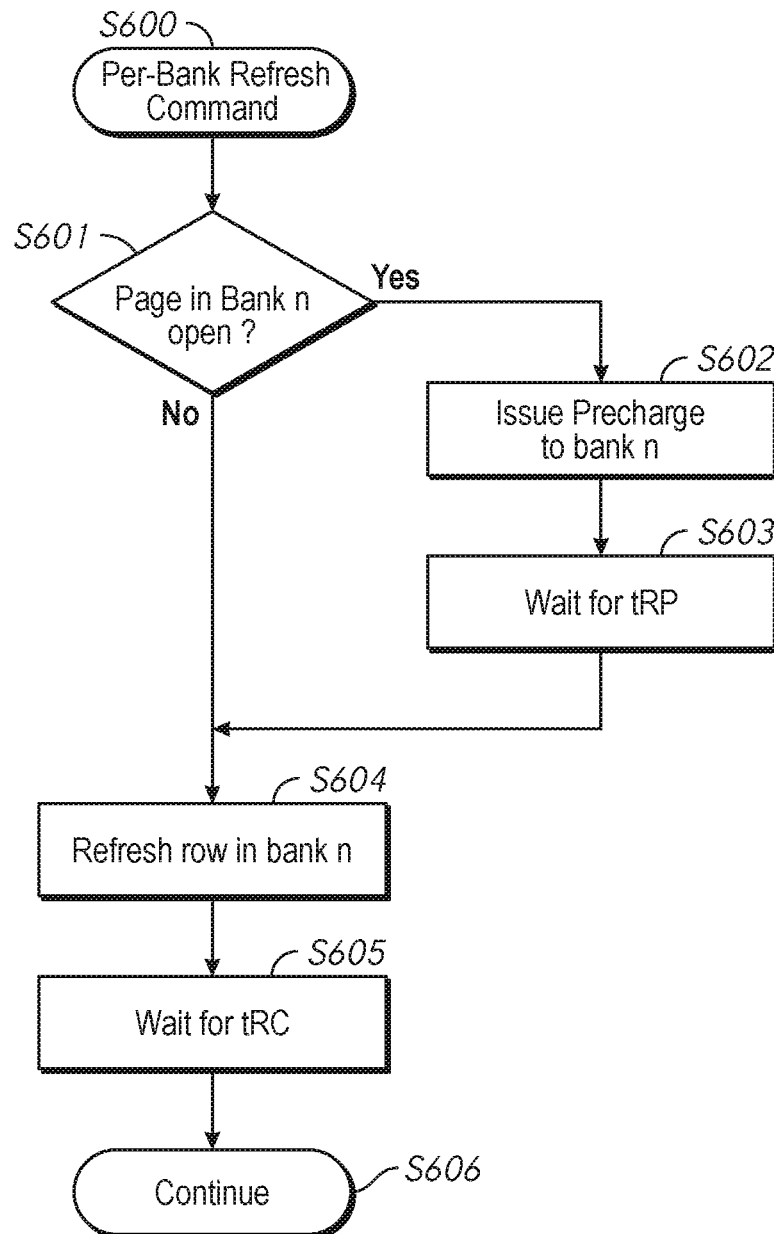 S600
Per-Bank Refresh
Command
S601
Page in Bank n
open ?
Yes
No
S602
Issue Precharge
to bank n
S603
Wait for tRP
S604
Refresh row in bank n
S605
Wait for tRC
Continue
S606